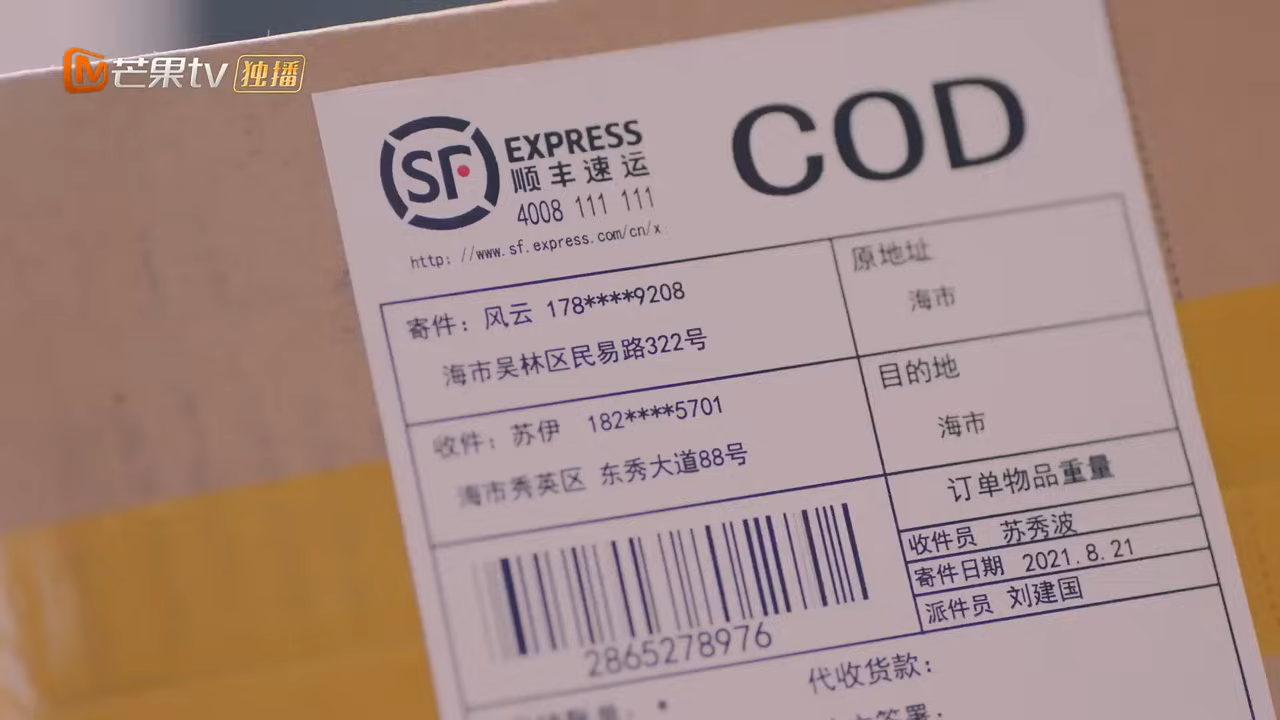 芒果tv 独播
SF EXPRESS
顺丰速运
4008 111 111
http: //www.sf.express.com/cn/x
COD
寄件: 风云 178****9208
海市吴林区民易路322号
原地址
海市
收件: 苏伊 182****5701
海市秀英区 东秀大道88号
目的地
海市
订单物品重量
收件员 苏秀波
寄件日期 2021.8.21
派件员 刘建国
2865278976
代收货款: